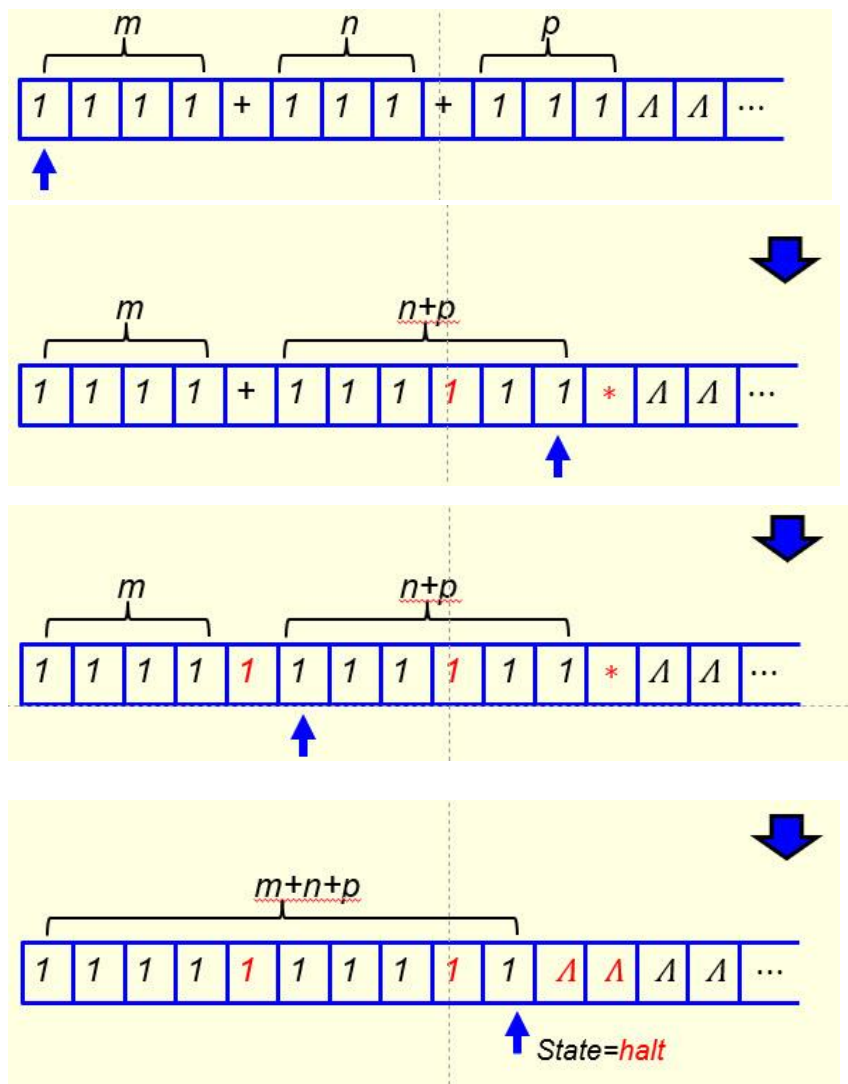 m n p
1 1 1 1 + 1 1 1 + 1 1 1 Λ Λ ...
m n+p
1 1 1 1 + 1 1 1 1 1 1 * Λ Λ ...
m n+p
1 1 1 1 1 1 1 1 1 1 1 * Λ Λ ...
m+n+p
1 1 1 1 1 1 1 1 1 1 Λ Λ Λ Λ ...
State=halt